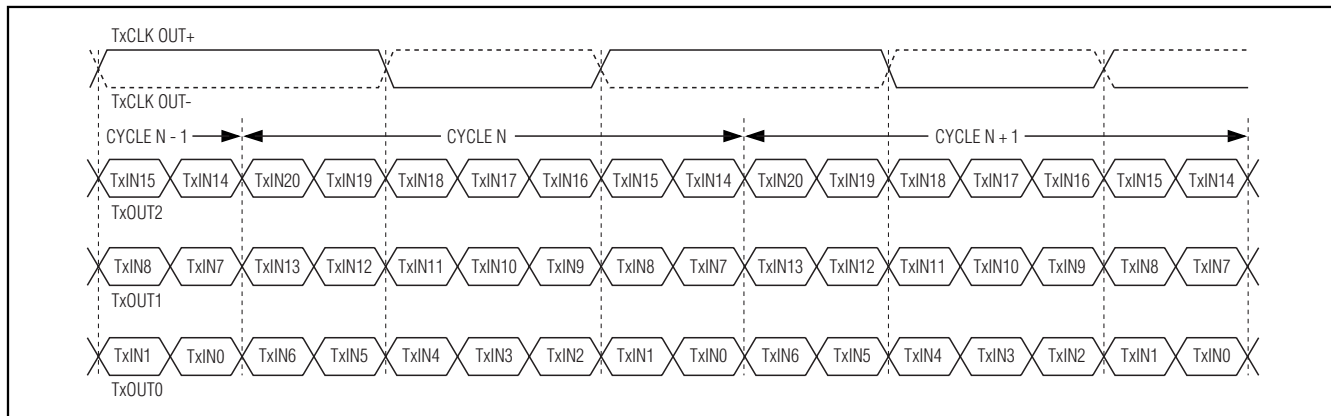 TxCLK OUT+
TxCLK OUT-
CYCLE N - 1 CYCLE N CYCLE N + 1
TxIN15 TxIN14 TxIN20 TxIN19 TxIN18 TxIN17 TxIN16 TxIN15 TxIN14 TxIN20 TxIN19 TxIN18 TxIN17 TxIN16 TxIN15 TxIN14
TxOUT2
TxIN8 TxIN7 TxIN13 TxIN12 TxIN11 TxIN10 TxIN9 TxIN8 TxIN7 TxIN13 TxIN12 TxIN11 TxIN10 TxIN9 TxIN8 TxIN7
TxOUT1
TxIN1 TxIN0 TxIN6 TxIN5 TxIN4 TxIN3 TxIN2 TxIN1 TxIN0 TxIN6 TxIN5 TxIN4 TxIN3 TxIN2 TxIN1 TxIN0
TxOUT0